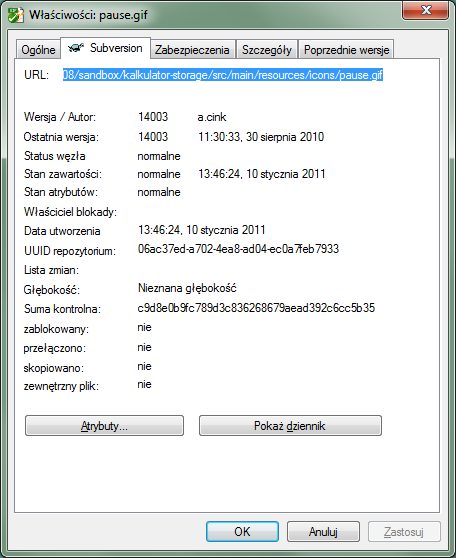 Właściwości: pause.gif
Ogólne Subversion Zabezpieczenia Szczegóły Poprzednie wersje
URL: 08/sandbox/kalkulator-storage/src/main/resources/icons/pause.gif
Wersja / Autor: 14003 a.cink
Ostatnia wersja: 14003 11:30:33, 30 sierpnia 2010
Status węzła normalne
Stan zawartości: normalne 13:46:24, 10 stycznia 2011
Stan atrybutów: normalne
Właściciel blokady:
Data utworzenia 13:46:24, 10 stycznia 2011
UUID repozytorium: 06ac37ed-a702-4ea8-ad04-ec0a7feb7933
Lista zmian:
Głębokość: Nieznana głębokość
Suma kontrolna: c9d8e0b9fc789d3c836268679aead392c6cc5b35
zablokowany: nie
przełączono: nie
skopiowano: nie
zewnętrzny plik: nie
Atrybuty... Pokaż dziennik
OK Anuluj Zastosuj